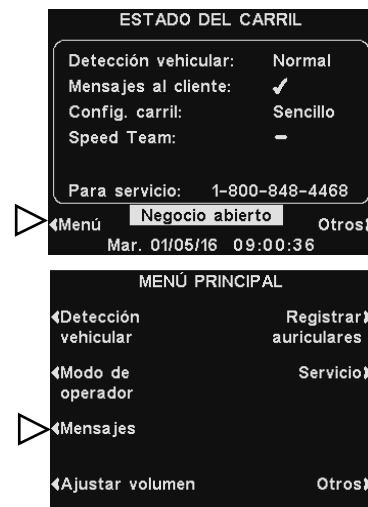 ESTADO DEL CARRIL
Detección vehicular: Normal
Mensajes al cliente: ✓
Config. carril: Sencillo
Speed Team: –
Para servicio: 1-800-848-4468
Menú Negocio abierto Otros
Mar. 01/05/16 09:00:36
MENÚ PRINCIPAL
Detección Registrar
vehicular auriculares
Modo de Servicio
operador
Mensajes
Ajustar volumen Otros